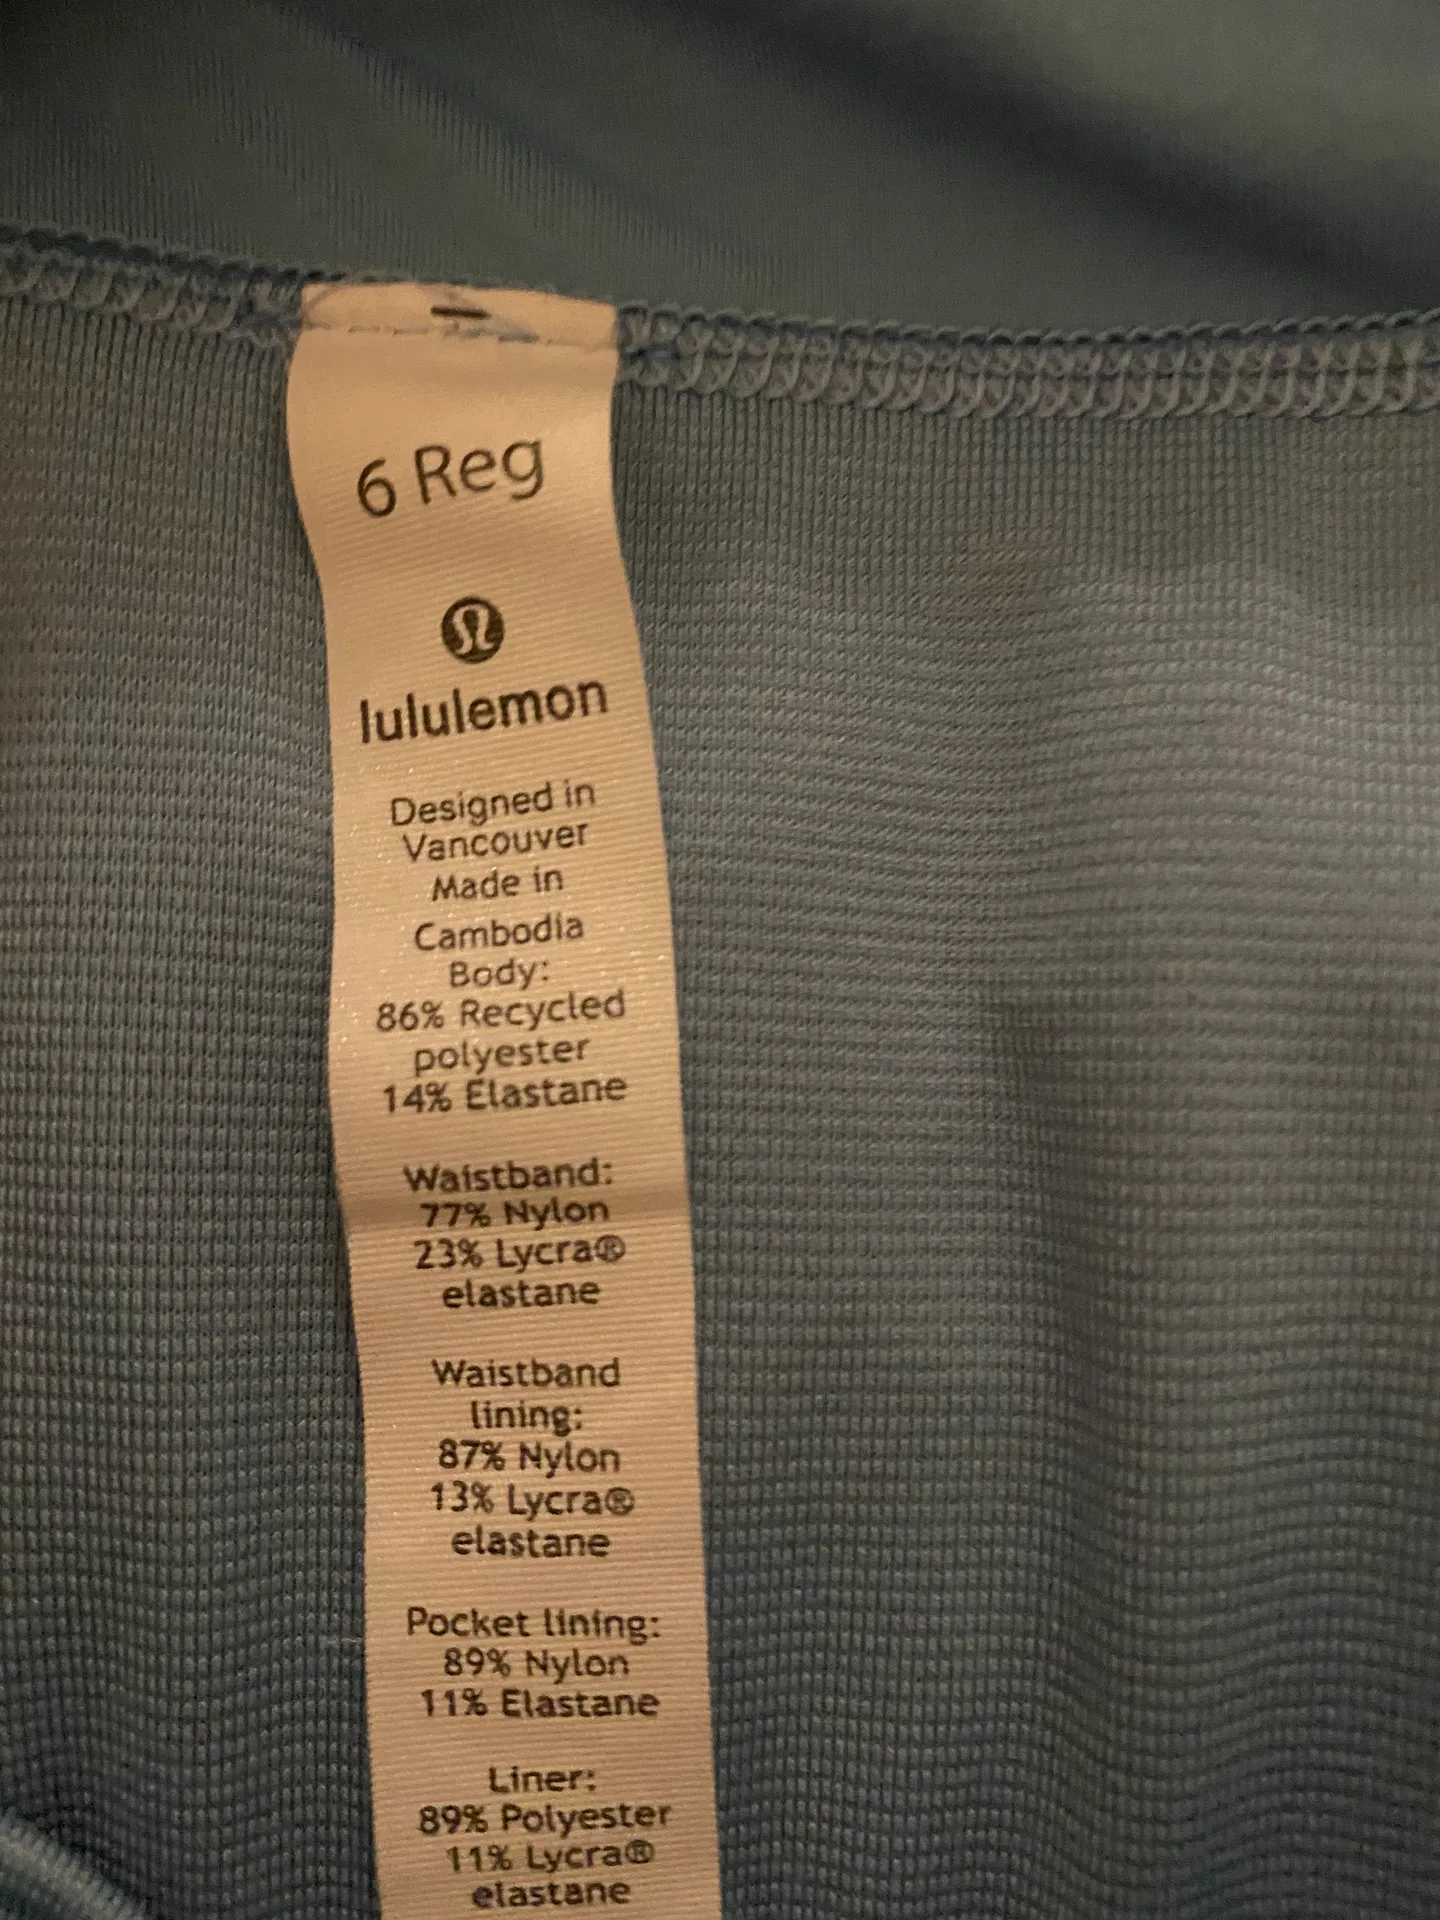 6 Reg
lululemon
Designed in
Vancouver
Made in
Cambodia
Body:
86% Recycled
polyester
14% Elastane
Waistband:
77% Nylon
23% Lycra®
elastane
Waistband
lining:
87% Nylon
13% Lycra®
elastane
Pocket lining:
89% Nylon
11% Elastane
Liner:
89% Polyester
11% Lycra®
elastane